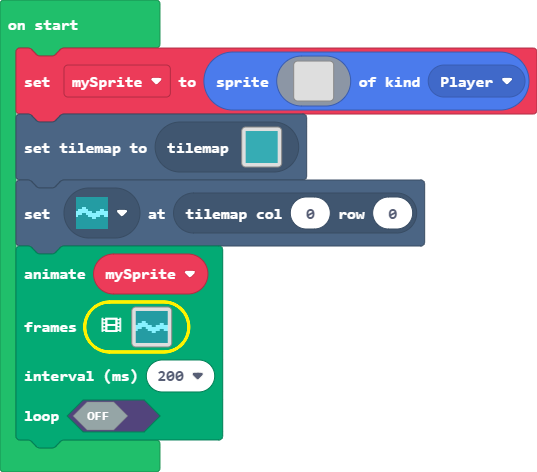 on start
set mySprite to sprite of kind Player
set tilemap to tilemap
set at tilemap col 0 row 0
animate mySprite
frames
interval (ms) 200
loop OFF